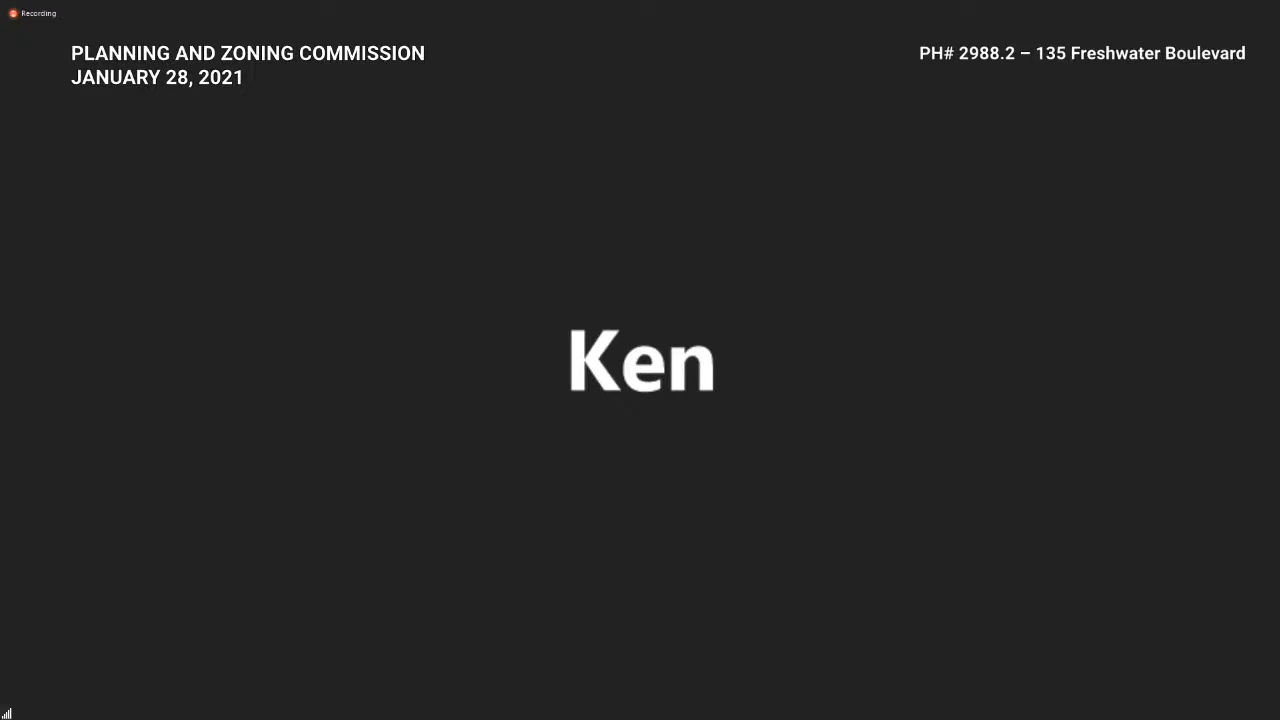 Recording
PLANNING AND ZONING COMMISSION
JANUARY 28, 2021
PH# 2988.2 – 135 Freshwater Boulevard
Ken